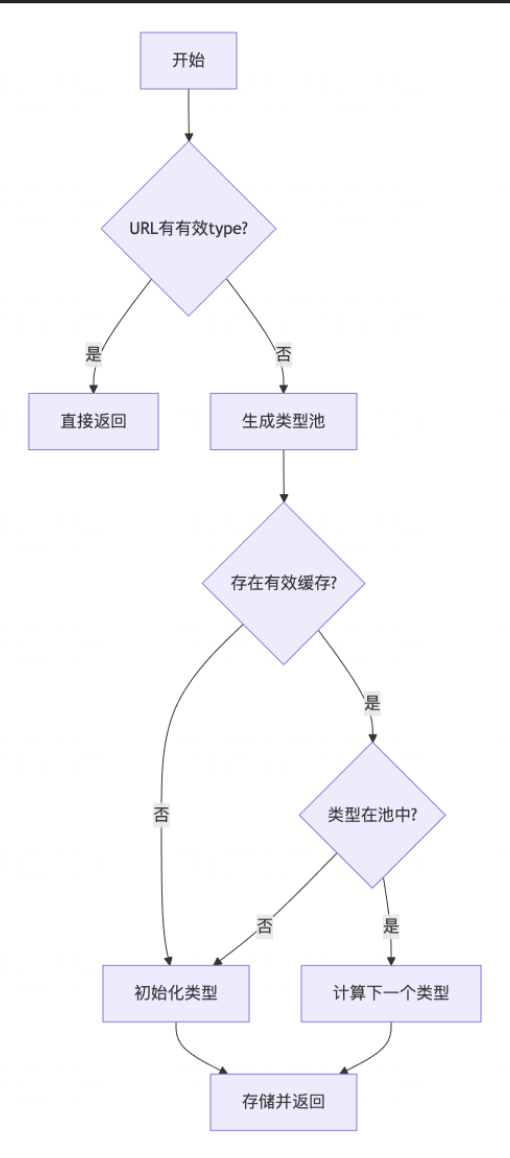 开始
URL有有效type?
是
否
直接返回
生成类型池
存在有效缓存?
是
否
类型在池中?
否
是
初始化类型
计算下一个类型
存储并返回